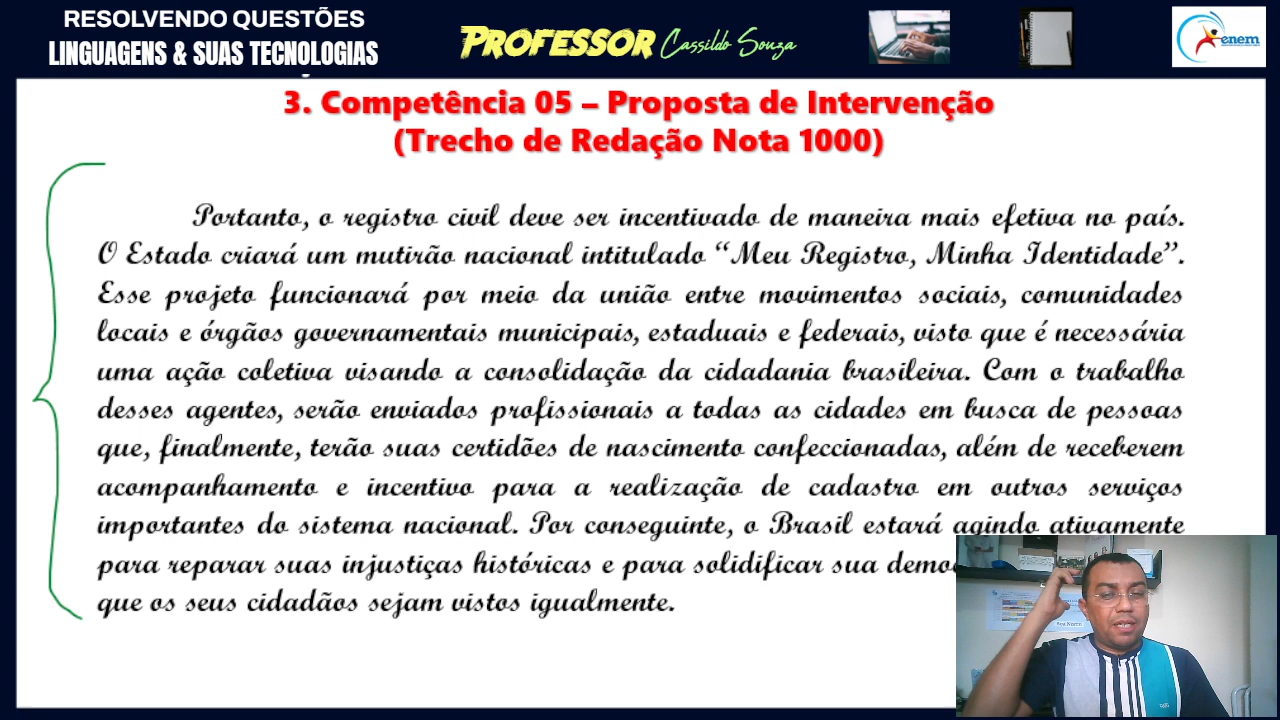 RESOLVENDO QUESTÕES
LINGUAGENS & SUAS TECNOLOGIAS
PROFESSOR Cassildo Souza
enem
3. Competência 05 – Proposta de Intervenção
(Trecho de Redação Nota 1000)
Portanto, o registro civil deve ser incentivado de maneira mais efetiva no país.
O Estado criará um mutirão nacional intitulado “Meu Registro, Minha Identidade”.
Esse projeto funcionará por meio da união entre movimentos sociais, comunidades
locais e órgãos governamentais municipais, estaduais e federais, visto que é necessária
uma ação coletiva visando a consolidação da cidadania brasileira. Com o trabalho
desses agentes, serão enviados profissionais a todas as cidades em busca de pessoas
que, finalmente, terão suas certidões de nascimento confeccionadas, além de receberem
acompanhamento e incentivo para a realização de cadastro em outros serviços
importantes do sistema nacional. Por conseguinte, o Brasil estará agindo ativamente
para reparar suas injustiças históricas e para solidificar sua
que os seus cidadãos sejam vistos igualmente.